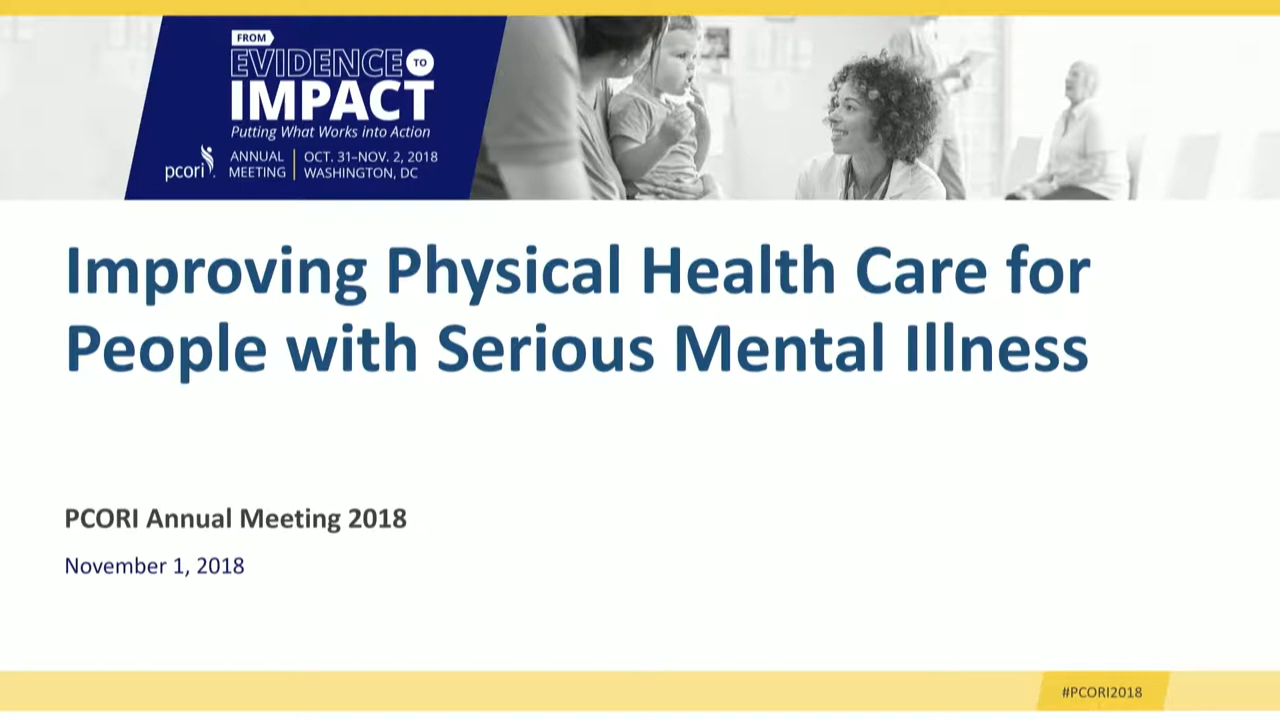 FROM
EVIDENCE TO
IMPACT
Putting What Works into Action
pcori
ANNUAL MEETING
OCT. 31–NOV. 2, 2018
WASHINGTON, DC
Improving Physical Health Care for
People with Serious Mental Illness
PCORI Annual Meeting 2018
November 1, 2018
#PCORI2018